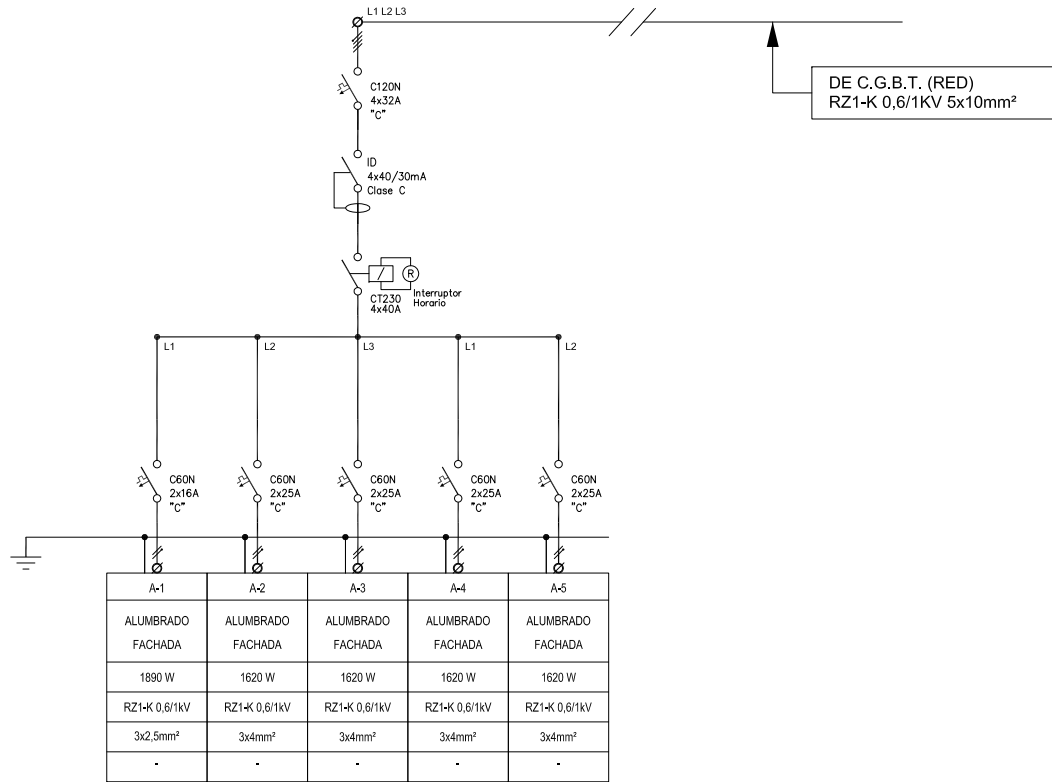 L1 L2 L3
DE C.G.B.T. (RED)
RZ1-K 0,6/1KV 5x10mm²
C120N
4x32A
"C"
ID
4x40/30mA
Clase C
R
Interruptor
Horario
CT230
4x40A
L1 L2 L3 L1 L2
C60N
2x16A
"C"
C60N
2x25A
"C"
C60N
2x25A
"C"
C60N
2x25A
"C"
C60N
2x25A
"C"
A-1 A-2 A-3 A-4 A-5
ALUMBRADO ALUMBRADO ALUMBRADO ALUMBRADO ALUMBRADO
FACHADA FACHADA FACHADA FACHADA FACHADA
1890 W 1620 W 1620 W 1620 W 1620 W
RZ1-K 0,6/1kV RZ1-K 0,6/1kV RZ1-K 0,6/1kV RZ1-K 0,6/1kV RZ1-K 0,6/1kV
3x2,5mm² 3x4mm² 3x4mm² 3x4mm² 3x4mm²
- - - - -